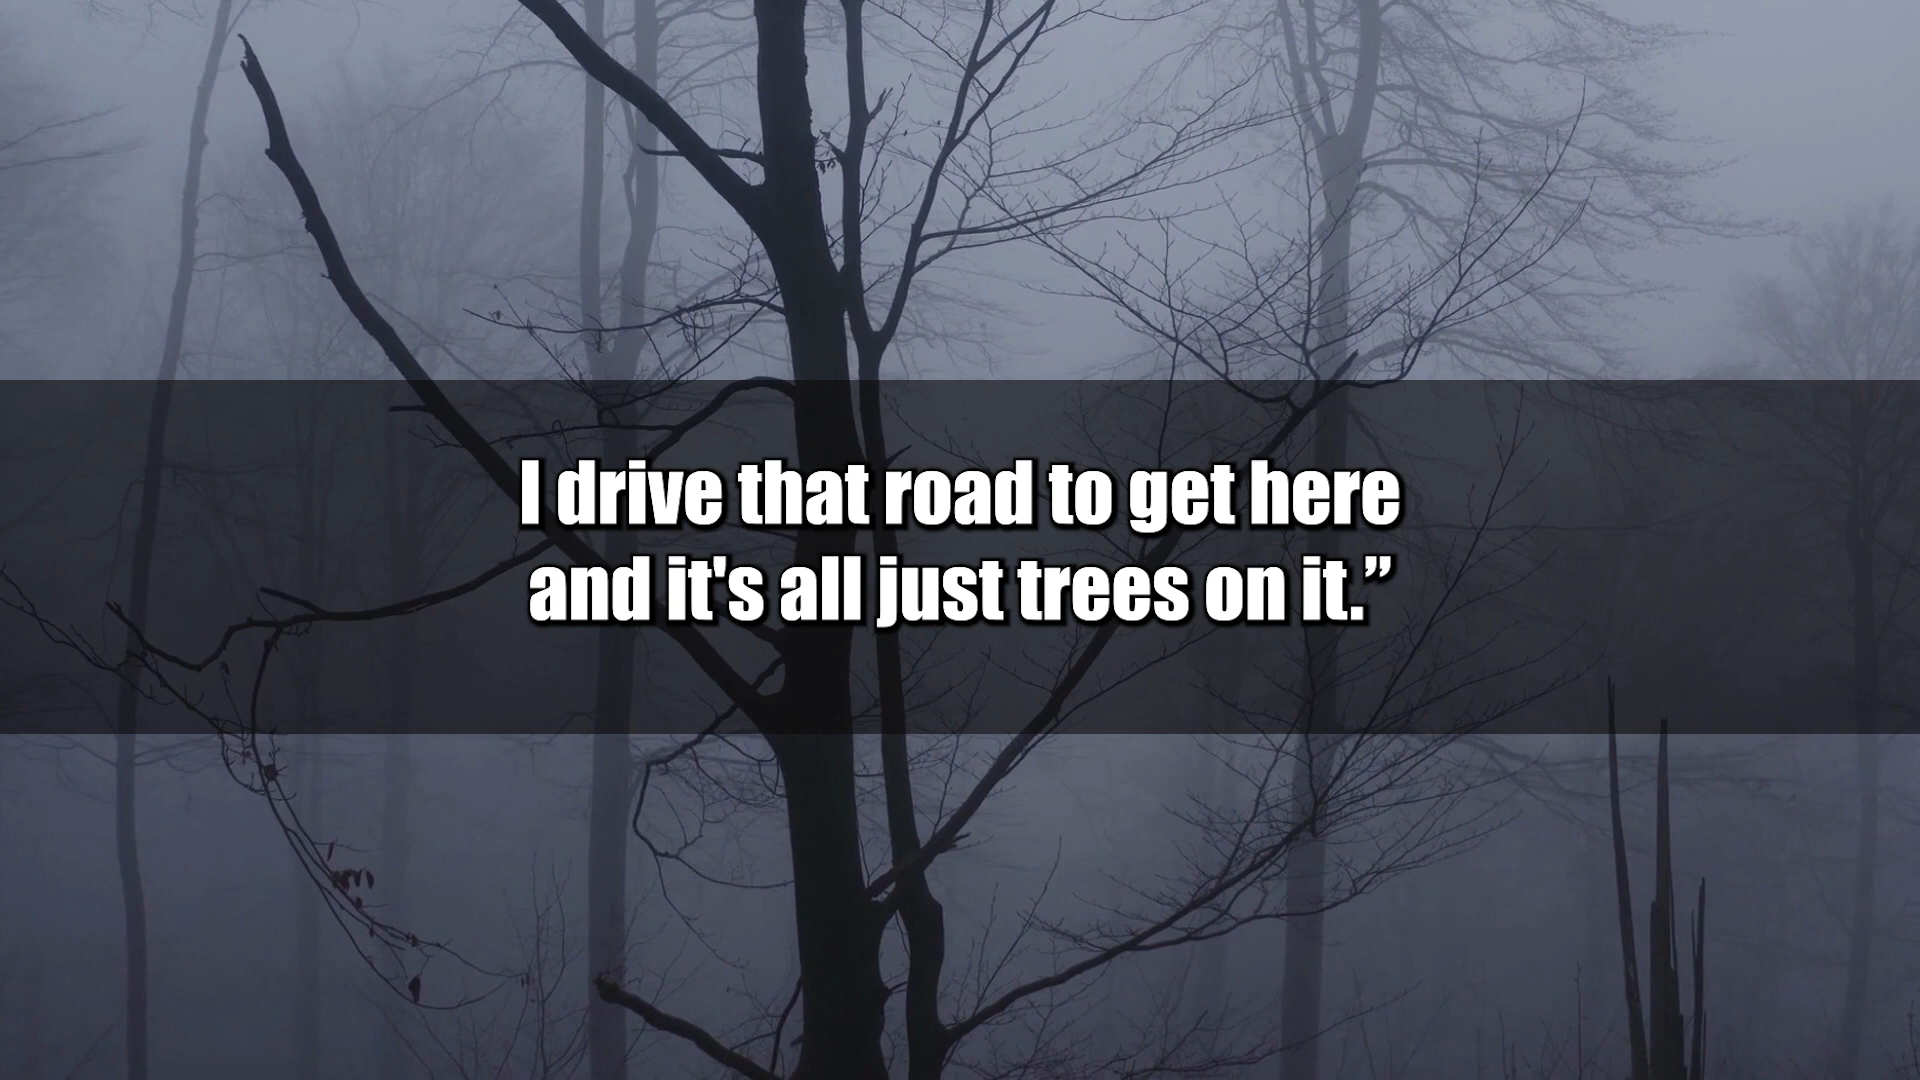 I drive that road to get here
and it's all just trees on it.”